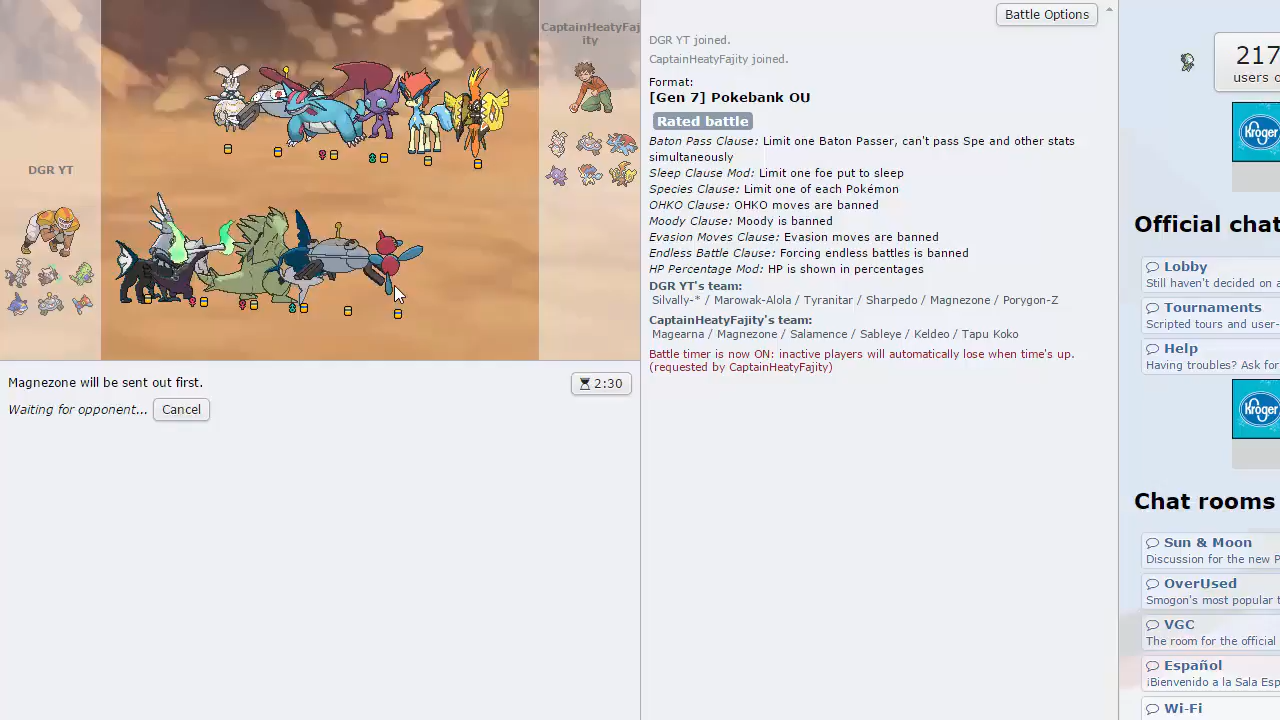 CaptainHeatyFaj
ity
DGR YT
Magnezone will be sent out first.
Waiting for opponent...
Cancel
2:30
Battle Options
DGR YT joined.
CaptainHeatyFajity joined.
Format:
[Gen 7] Pokebank OU
Rated battle
Baton Pass Clause: Limit one Baton Passer, can't pass Spe and other stats
simultaneously
Sleep Clause Mod: Limit one foe put to sleep
Species Clause: Limit one of each Pokémon
OHKO Clause: OHKO moves are banned
Moody Clause: Moody is banned
Evasion Moves Clause: Evasion moves are banned
Endless Battle Clause: Forcing endless battles is banned
HP Percentage Mod: HP is shown in percentages
DGR YT's team:
Silvally-* / Marowak-Alola / Tyranitar / Sharpedo / Magnezone / Porygon-Z
CaptainHeatyFajity's team:
Magearna / Magnezone / Salamence / Sableye / Keldeo / Tapu Koko
Battle timer is now ON: inactive players will automatically lose when time's up.
(requested by CaptainHeatyFajity)
217
users o
Kroger
Official chat
Lobby
Still haven't decided on a
Tournaments
Scripted tours and user-
Help
Having troubles? Ask for
Kroger
Chat rooms
Sun & Moon
Discussion for the new P
OverUsed
Smogon's most popular t
VGC
The room for the official
Español
¡Bienvenido a la Sala Esp
Wi-Fi